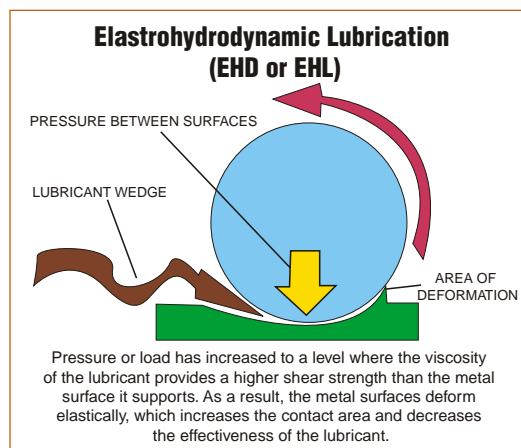 Elastrohydrodynamic Lubrication
(EHD or EHL)
PRESSURE BETWEEN SURFACES
LUBRICANT WEDGE
AREA OF
DEFORMATION
Pressure or load has increased to a level where the viscosity
of the lubricant provides a higher shear strength than the metal
surface it supports. As a result, the metal surfaces deform
elastically, which increases the contact area and decreases
the effectiveness of the lubricant.